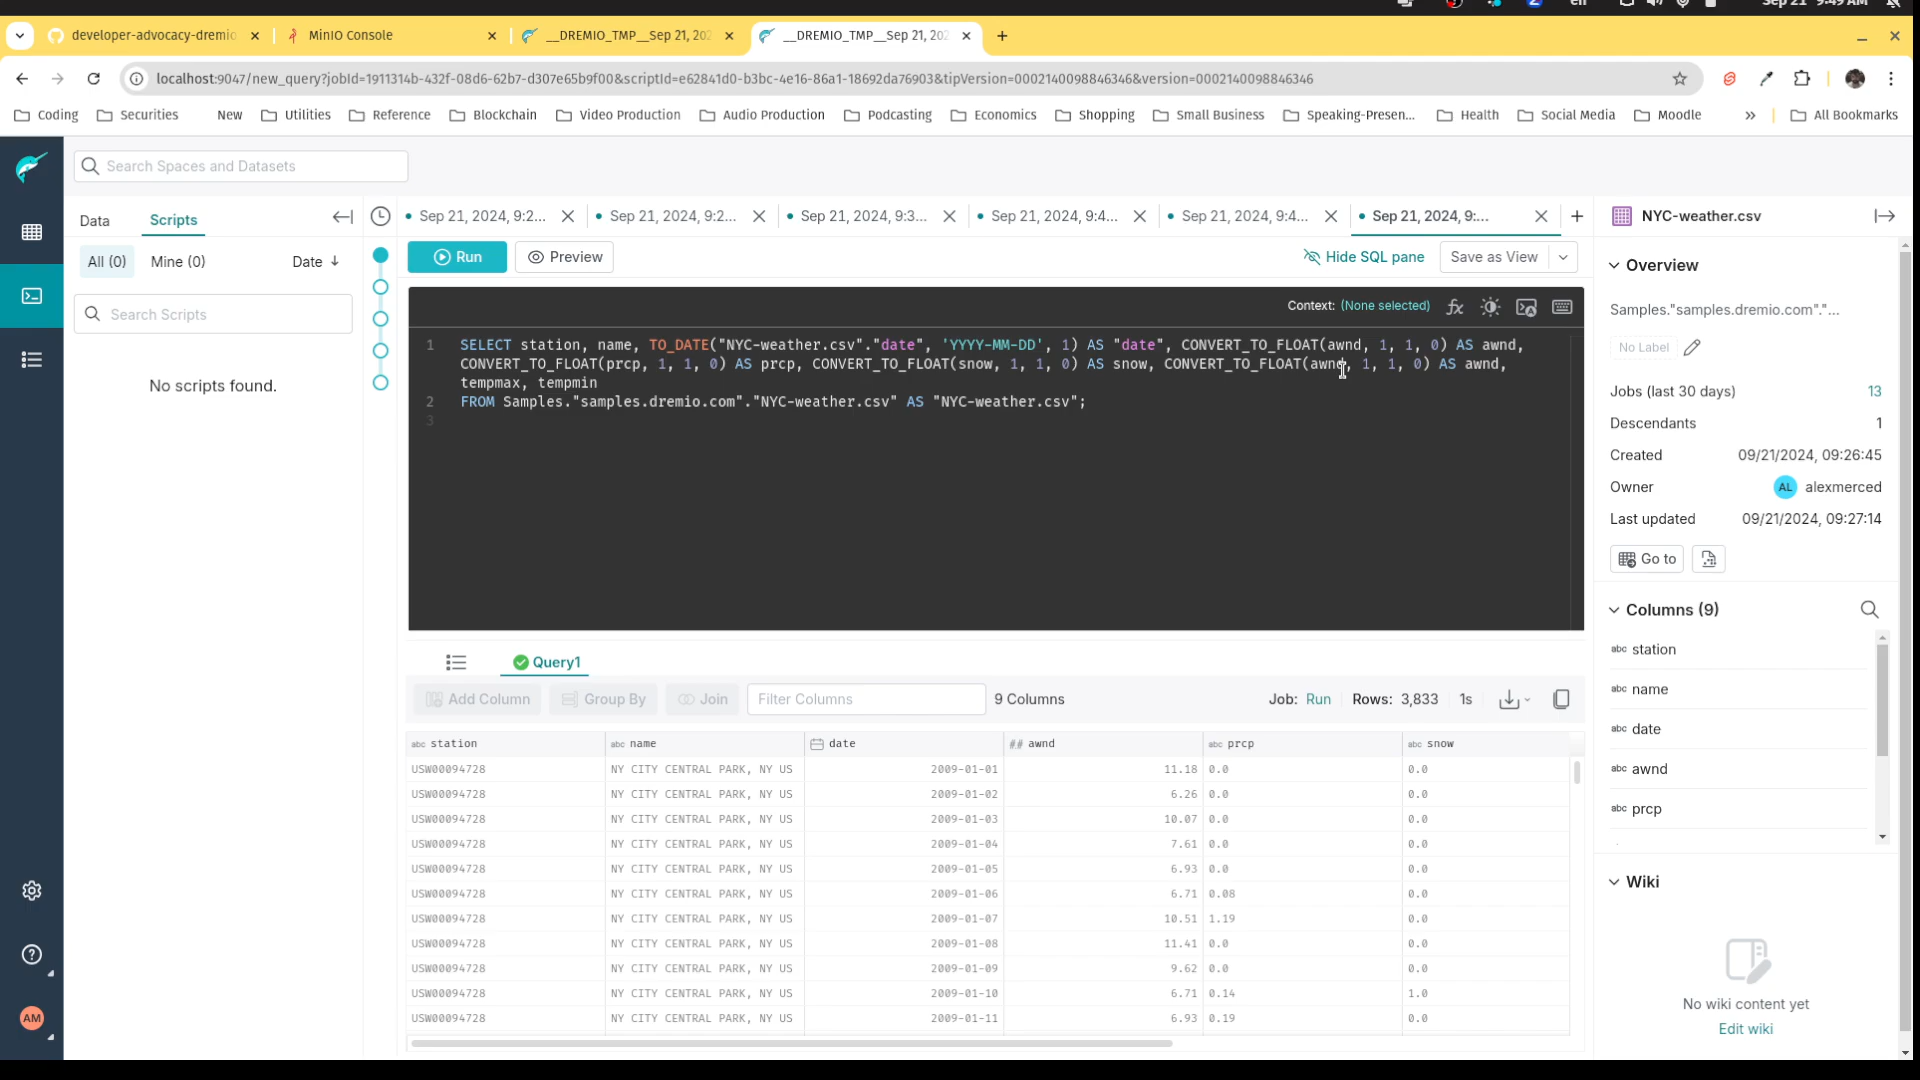 en
Sep 21 9:49 AM
developer-advocacy-dremio
MinIO Console
__DREMIO_TMP__Sep 21, 202
__DREMIO_TMP__Sep 21, 202
localhost:9047/new_query?jobId=1911314b-432f-08d6-62b7-d307e65b9f00&scriptId=e62841d0-b3bc-4e16-86a1-18692da76903&tipVersion=0002140098846346&version=0002140098846346
Coding Securities New Utilities Reference Blockchain Video Production Audio Production Podcasting Economics Shopping Small Business Speaking-Presen... Health Social Media Moodle » All Bookmarks
Search Spaces and Datasets
Data Scripts
All (0) Mine (0) Date ↓
Search Scripts
No scripts found.
Sep 21, 2024, 9:2... Sep 21, 2024, 9:2... Sep 21, 2024, 9:3... Sep 21, 2024, 9:4... Sep 21, 2024, 9:4... Sep 21, 2024, 9:...
Run Preview Hide SQL pane Save as View
Context: (None selected) fx
1 SELECT station, name, TO_DATE("NYC-weather.csv"."date", 'YYYY-MM-DD', 1) AS "date", CONVERT_TO_FLOAT(awnd, 1, 1, 0) AS awnd,
CONVERT_TO_FLOAT(prcp, 1, 1, 0) AS prcp, CONVERT_TO_FLOAT(snow, 1, 1, 0) AS snow, CONVERT_TO_FLOAT(awnd, 1, 1, 0) AS awnd,
tempmax, tempmin
2 FROM Samples."samples.dremio.com"."NYC-weather.csv" AS "NYC-weather.csv";
3
Query1
Add Column Group By Join Filter Columns 9 Columns Job: Run Rows: 3,833 1s
abc station abc name date ## awnd abc prcp abc snow
USW00094728 NY CITY CENTRAL PARK, NY US 2009-01-01 11.18 0.0 0.0
USW00094728 NY CITY CENTRAL PARK, NY US 2009-01-02 6.26 0.0 0.0
USW00094728 NY CITY CENTRAL PARK, NY US 2009-01-03 10.07 0.0 0.0
USW00094728 NY CITY CENTRAL PARK, NY US 2009-01-04 7.61 0.0 0.0
USW00094728 NY CITY CENTRAL PARK, NY US 2009-01-05 6.93 0.0 0.0
USW00094728 NY CITY CENTRAL PARK, NY US 2009-01-06 6.71 0.08 0.0
USW00094728 NY CITY CENTRAL PARK, NY US 2009-01-07 10.51 1.19 0.0
USW00094728 NY CITY CENTRAL PARK, NY US 2009-01-08 11.41 0.0 0.0
USW00094728 NY CITY CENTRAL PARK, NY US 2009-01-09 9.62 0.0 0.0
USW00094728 NY CITY CENTRAL PARK, NY US 2009-01-10 6.71 0.14 1.0
USW00094728 NY CITY CENTRAL PARK, NY US 2009-01-11 6.93 0.19 0.0
NYC-weather.csv
Overview
Samples."samples.dremio.com"."...
No Label
Jobs (last 30 days) 13
Descendants 1
Created 09/21/2024, 09:26:45
Owner AL alexmerced
Last updated 09/21/2024, 09:27:14
Go to
Columns (9)
abc station
abc name
abc date
abc awnd
abc prcp
Wiki
No wiki content yet
Edit wiki
AM